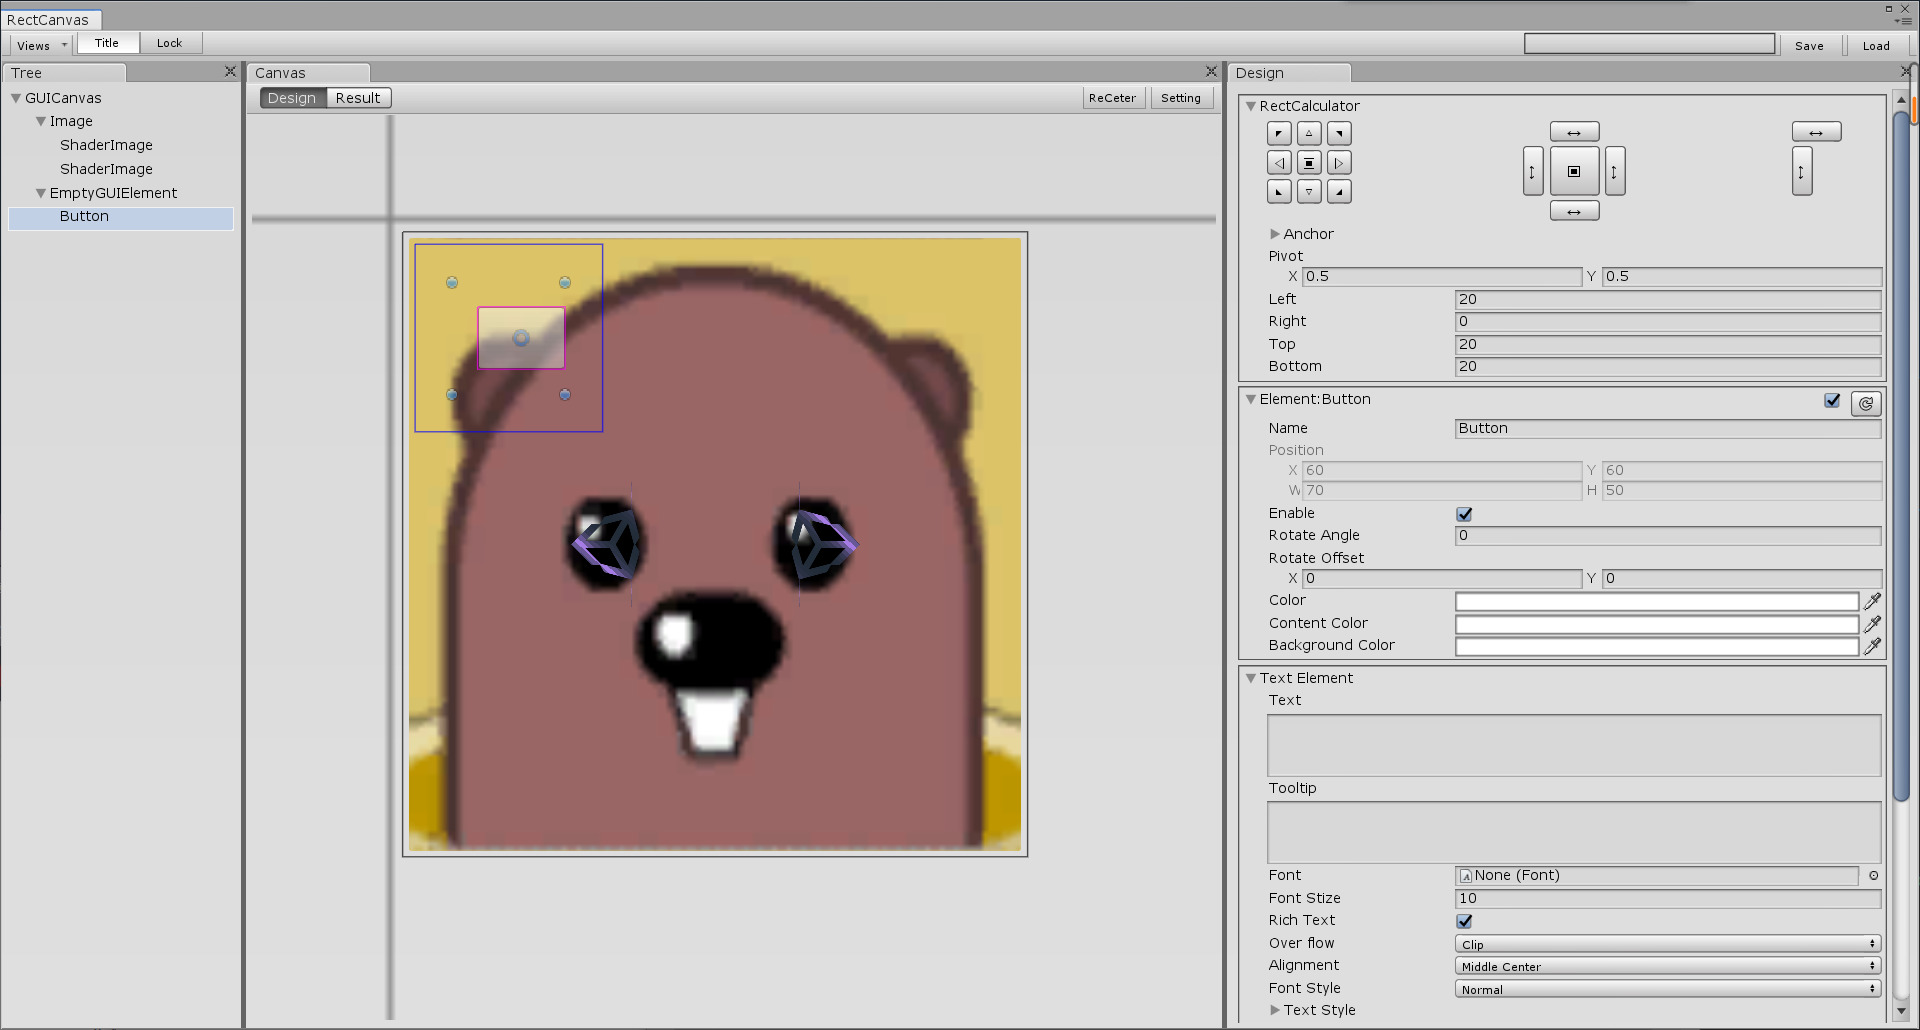 RectCanvas
Views Title Lock Save Load
Tree
GUICanvas
Image
ShaderImage
ShaderImage
EmptyGUIElement
Button
Canvas
Design Result ReCeter Setting
Design
RectCalculator
Anchor
Pivot
X 0.5 Y 0.5
Left 20
Right 0
Top 20
Bottom 20
Element:Button
Name Button
Position
X 60 Y 60
W 70 H 50
Enable
Rotate Angle 0
Rotate Offset
X 0 Y 0
Color
Content Color
Background Color
Text Element
Text
Tooltip
Font None (Font)
Font Stize 10
Rich Text
Over flow Clip
Alignment Middle Center
Font Style Normal
Text Style